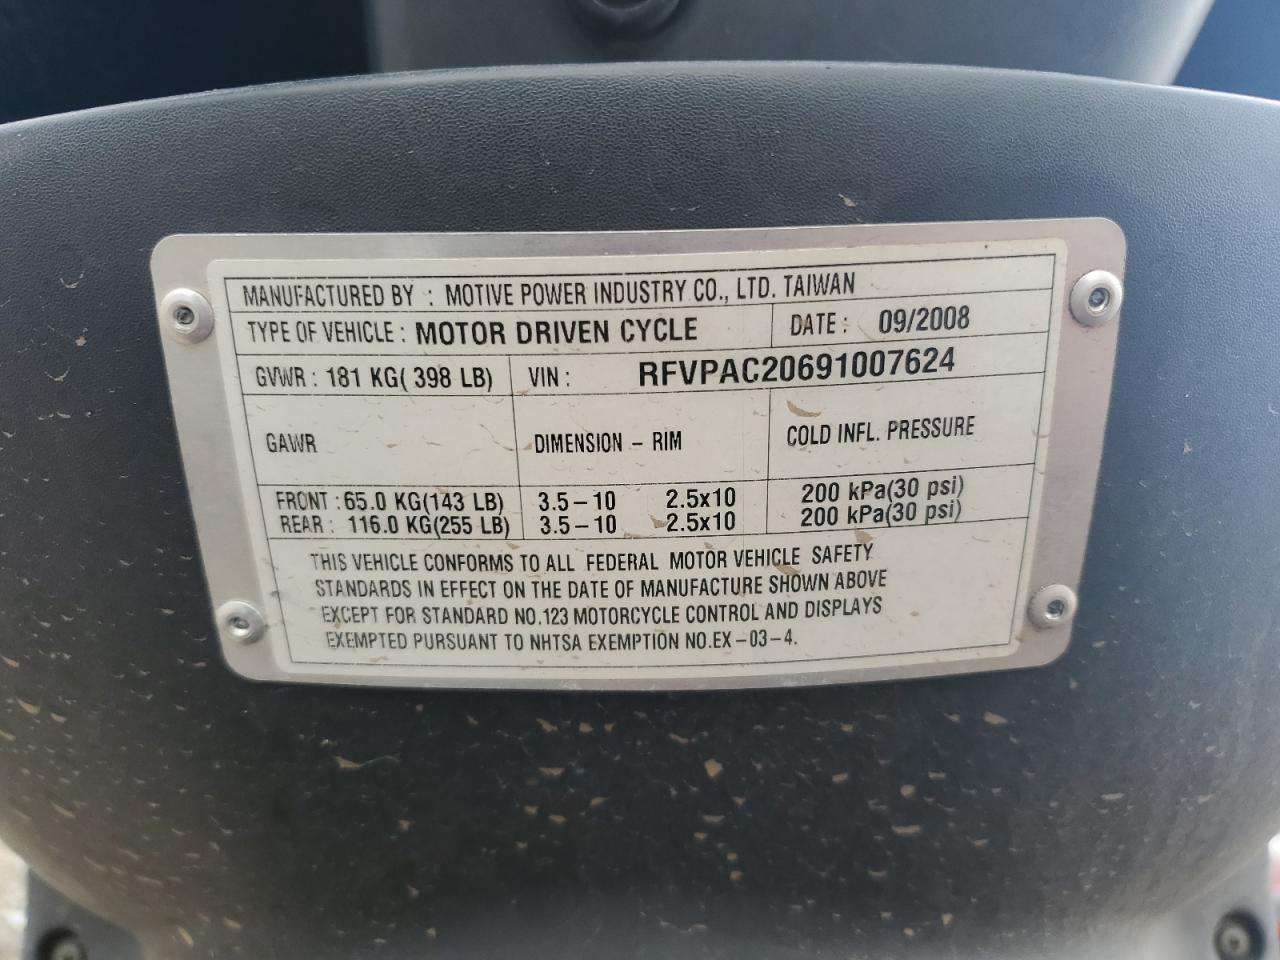 MANUFACTURED BY : MOTIVE POWER INDUSTRY CO., LTD. TAIWAN
TYPE OF VEHICLE : MOTOR DRIVEN CYCLE DATE : 09/2008
GVWR : 181 KG( 398 LB) VIN : RFVPAC20691007624
GAWR DIMENSION – RIM COLD INFL. PRESSURE
FRONT : 65.0 KG(143 LB) 3.5–10 2.5x10 200 kPa(30 psi)
REAR : 116.0 KG(255 LB) 3.5–10 2.5x10 200 kPa(30 psi)
THIS VEHICLE CONFORMS TO ALL FEDERAL MOTOR VEHICLE SAFETY
STANDARDS IN EFFECT ON THE DATE OF MANUFACTURE SHOWN ABOVE
EXCEPT FOR STANDARD NO.123 MOTORCYCLE CONTROL AND DISPLAYS
EXEMPTED PURSUANT TO NHTSA EXEMPTION NO.EX–03–4.